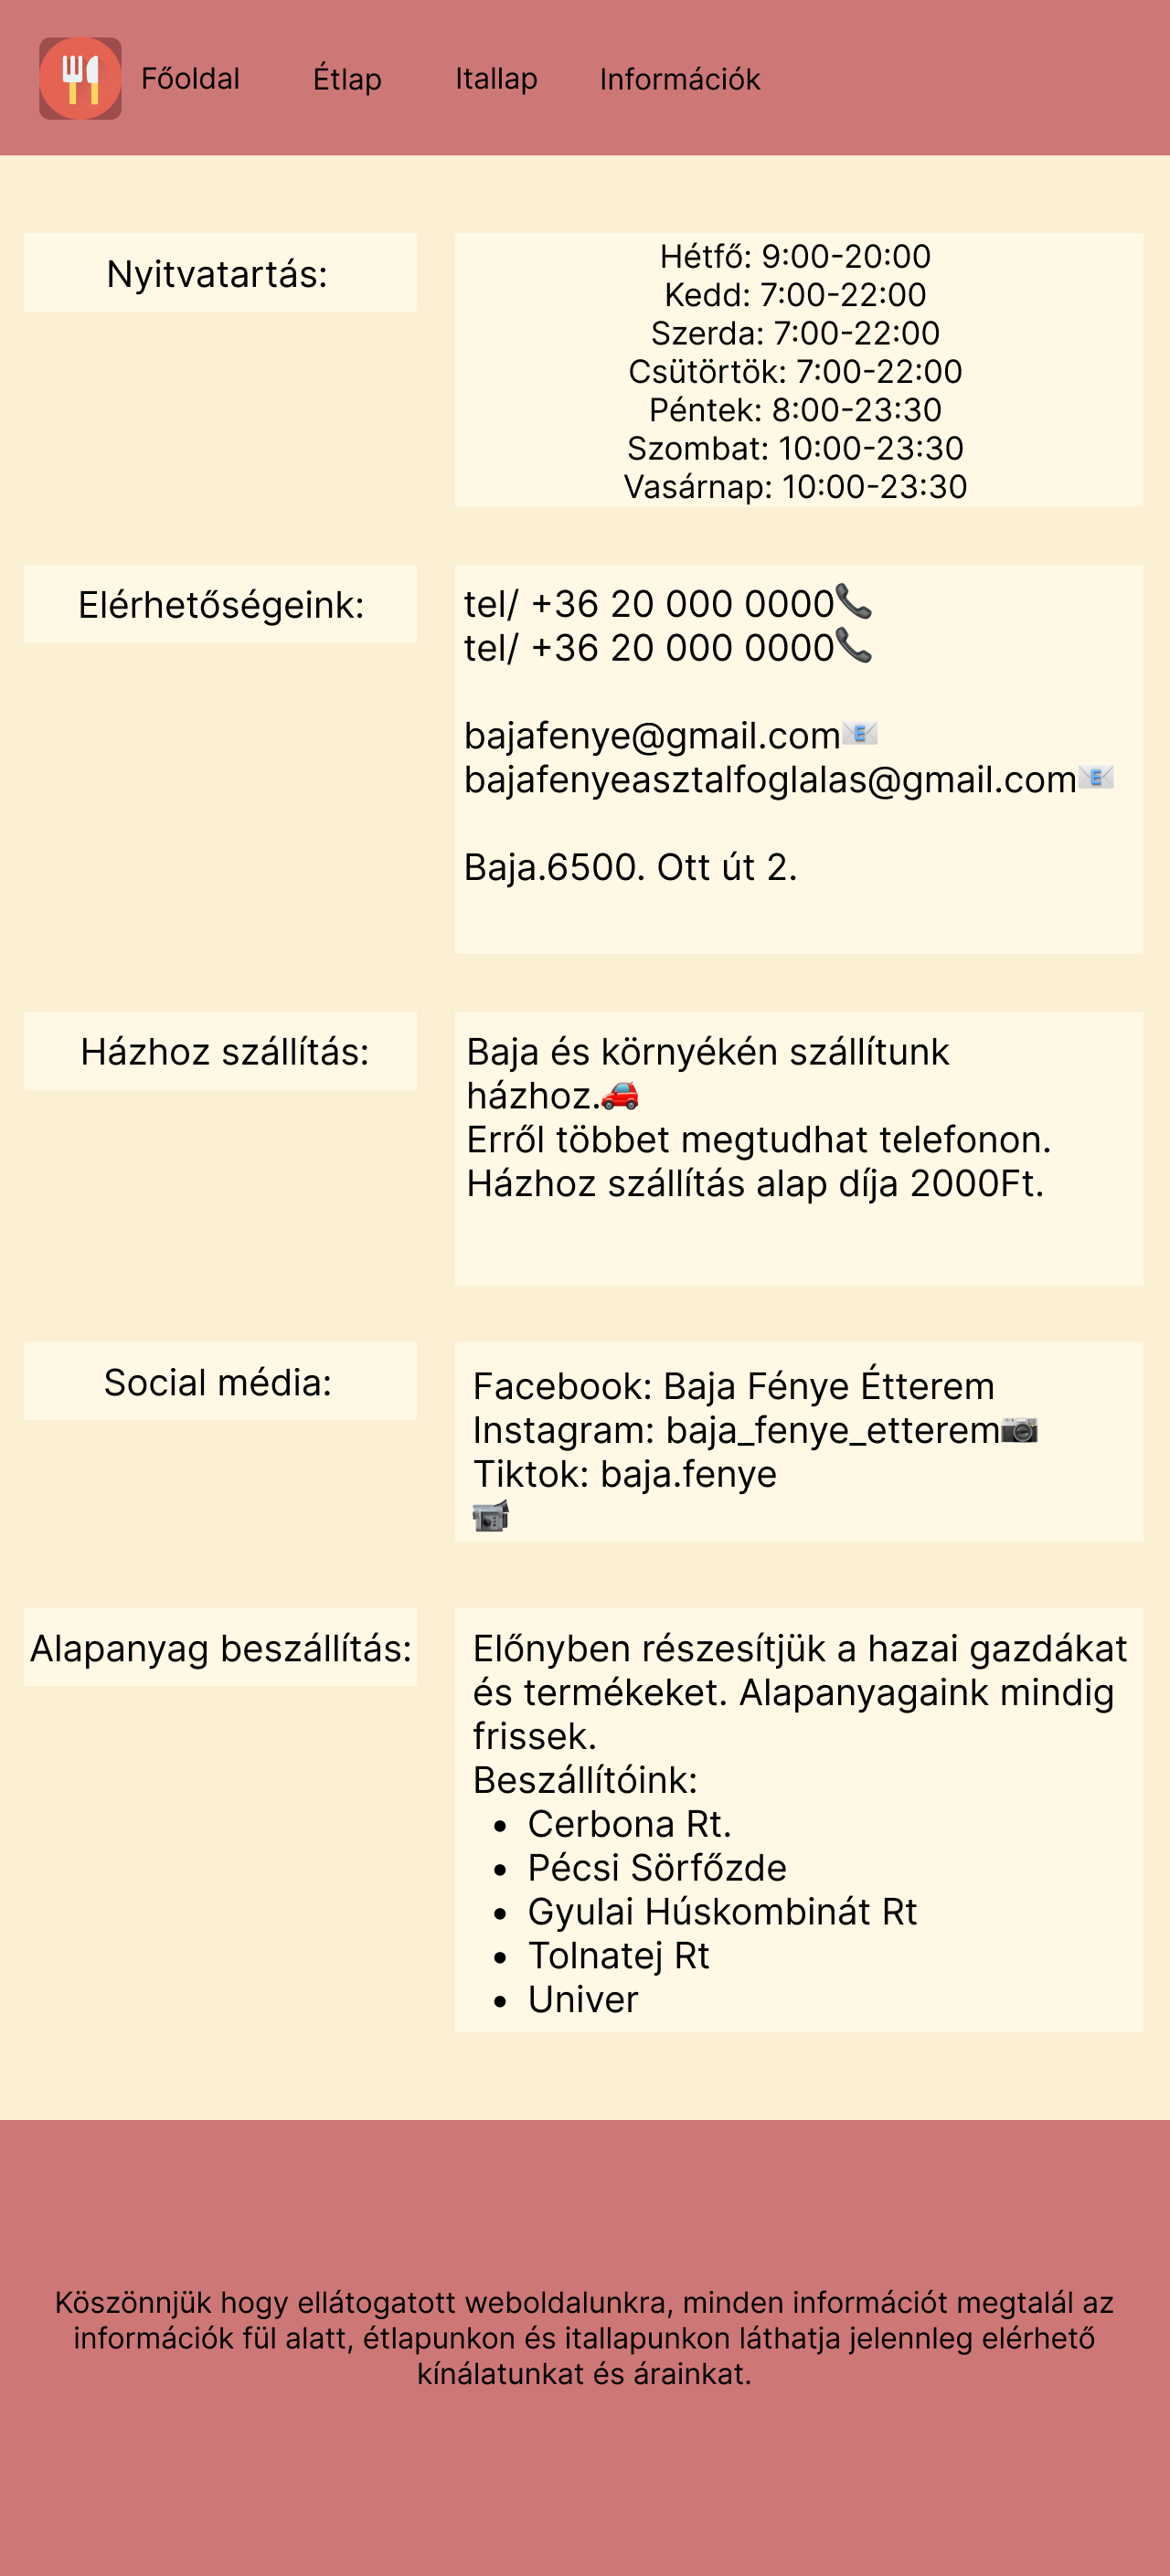 Főoldal Étlap Itallap Információk
Nyitvatartás:
Hétfő: 9:00-20:00
Kedd: 7:00-22:00
Szerda: 7:00-22:00
Csütörtök: 7:00-22:00
Péntek: 8:00-23:30
Szombat: 10:00-23:30
Vasárnap: 10:00-23:30
Elérhetőségeink:
tel/ +36 20 000 0000
tel/ +36 20 000 0000
bajafenye@gmail.com
bajafenyeasztalfoglalas@gmail.com
Baja.6500. Ott út 2.
Házhoz szállítás:
Baja és környékén szállítunk
házhoz.
Erről többet megtudhat telefonon.
Házhoz szállítás alap díja 2000Ft.
Social média:
Facebook: Baja Fénye Étterem
Instagram: baja_fenye_etterem
Tiktok: baja.fenye
Alapanyag beszállítás:
Előnyben részesítjük a hazai gazdákat
és termékeket. Alapanyagaink mindig
frissek.
Beszállítóink:
• Cerbona Rt.
• Pécsi Sörfőzde
• Gyulai Húskombinát Rt
• Tolnatej Rt
• Univer
Köszönnjük hogy ellátogatott weboldalunkra, minden információt megtalál az
információk fül alatt, étlapunkon és itallapunkon láthatja jelennleg elérhető
kínálatunkat és árainkat.